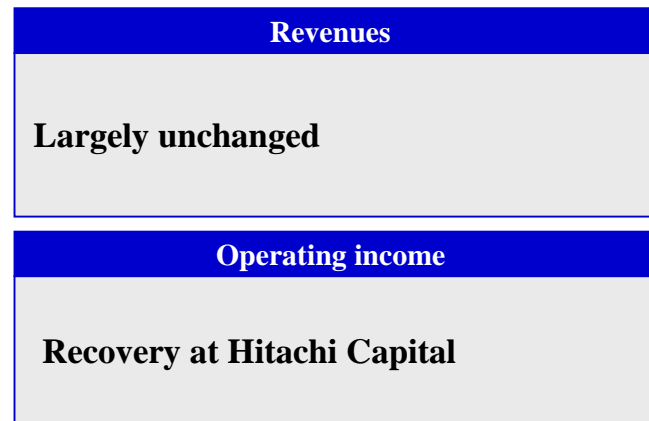 Revenues
Largely unchanged
Operating income
Recovery at Hitachi Capital